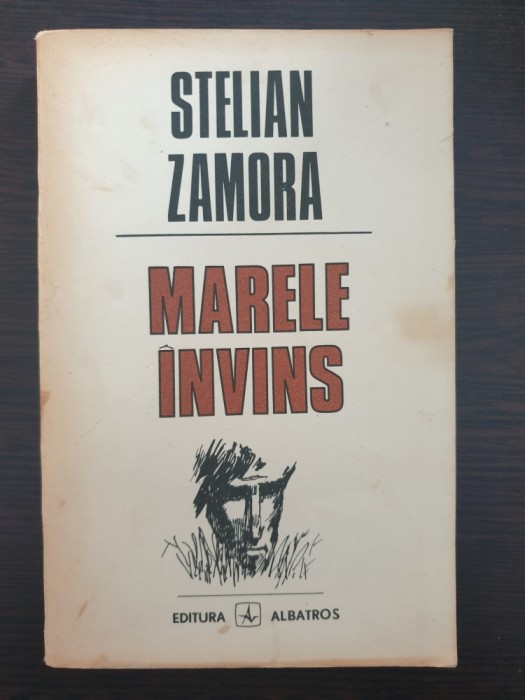 STELIAN
ZAMORA
MARELE
ÎNVINS
EDITURA ALBATROS